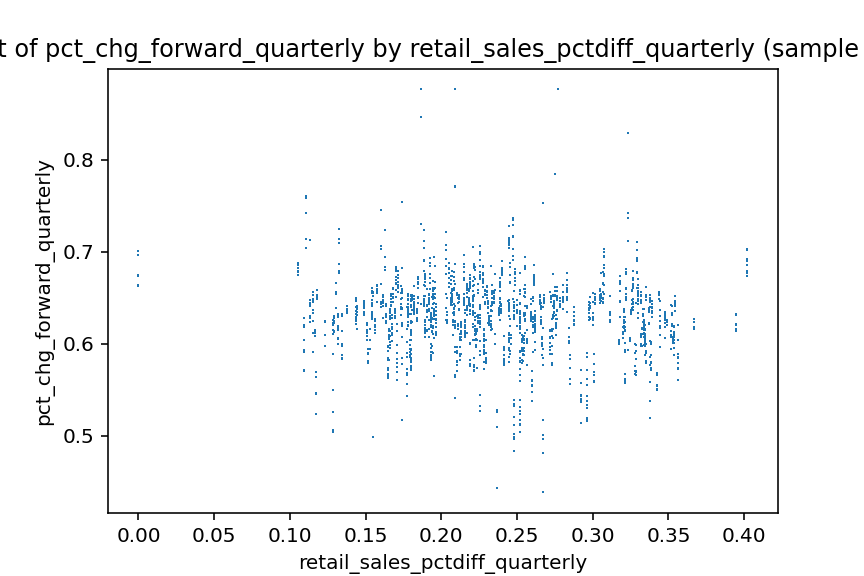 t of pct_chg_forward_quarterly by retail_sales_pctdiff_quarterly (sample
0.8
0.7
0.6
0.5
pct_chg_forward_quarterly
0.00 0.05 0.10 0.15 0.20 0.25 0.30 0.35 0.40
retail_sales_pctdiff_quarterly